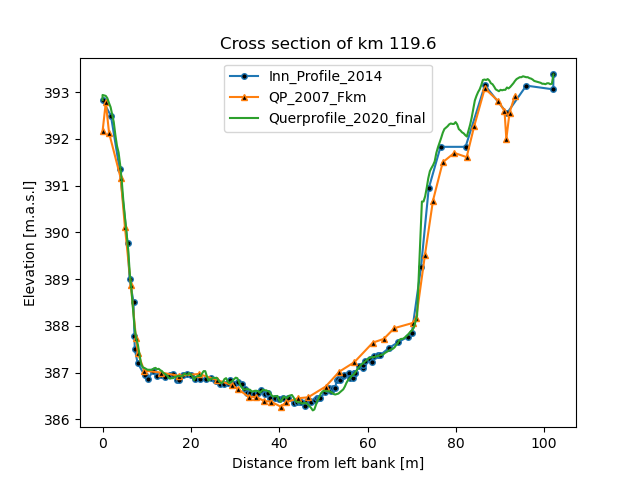 Cross section of km 119.6
Inn_Profile_2014
QP_2007_Fkm
Querprofile_2020_final
393
392
391
390
389
388
387
386
Elevation [m.a.s.l]
0 20 40 60 80 100
Distance from left bank [m]